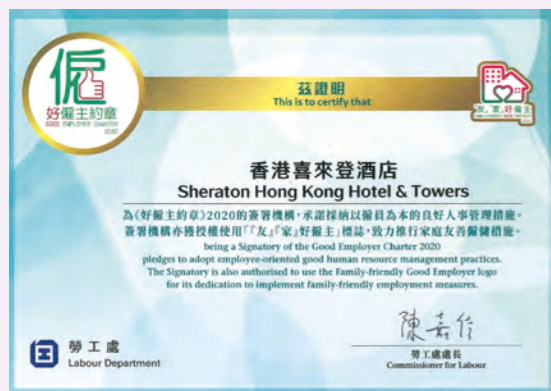 僱
好僱主約章
GOOD EMPLOYER CHARTER
2020
茲證明
This is to certify that
「友」「家」好僱主
香港喜來登酒店
Sheraton Hong Kong Hotel & Towers
為《好僱主約章》2020的簽署機構，承諾採納以僱員為本的良好人事管理措施。
簽署機構亦獲授權使用「『友』『家』好僱主」標誌，致力推行家庭友善僱傭措施。
being a Signatory of the Good Employer Charter 2020
pledges to adopt employee-oriented good human resource management practices.
The Signatory is also authorised to use the Family-friendly Good Employer logo
for its dedication to implement family-friendly employment measures.
勞工處
Labour Department
勞工處處長
Commissioner for Labour